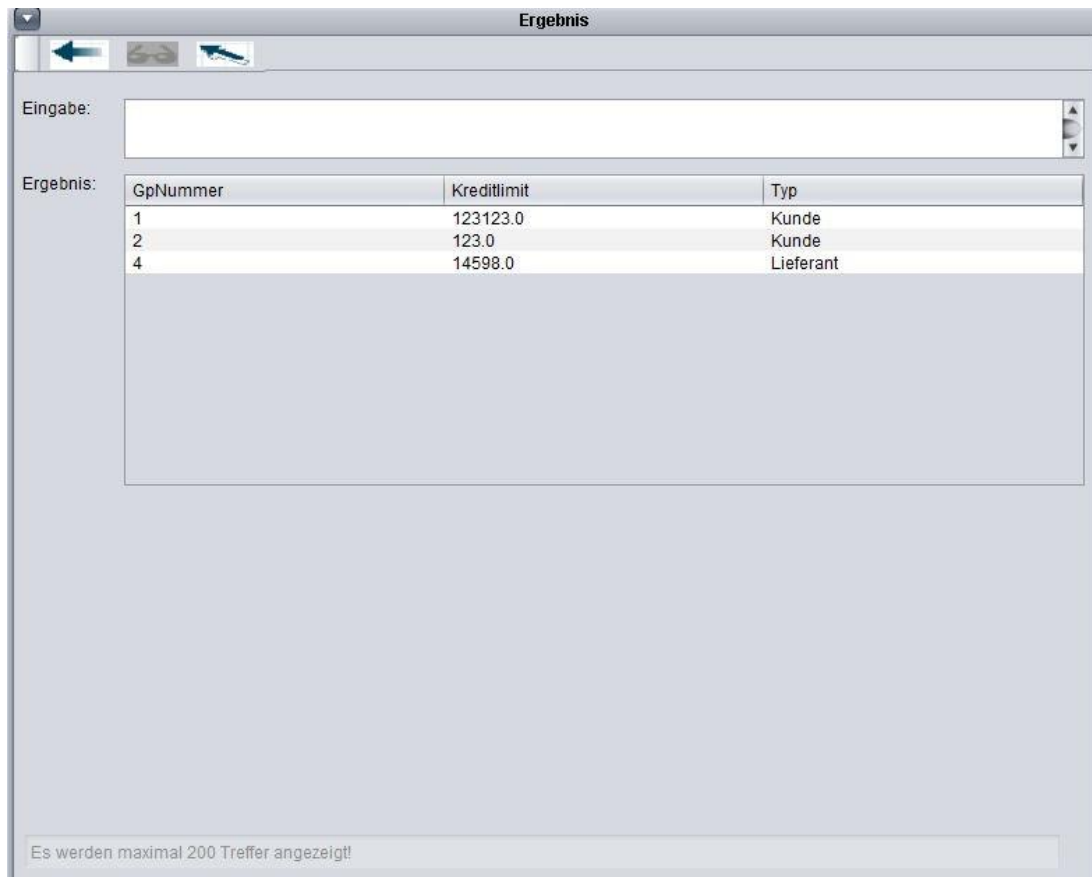 Ergebnis
Eingabe:
Ergebnis:
GpNummer Kreditlimit Typ
1 123123.0 Kunde
2 123.0 Kunde
4 14598.0 Lieferant
Es werden maximal 200 Treffer angezeigt!